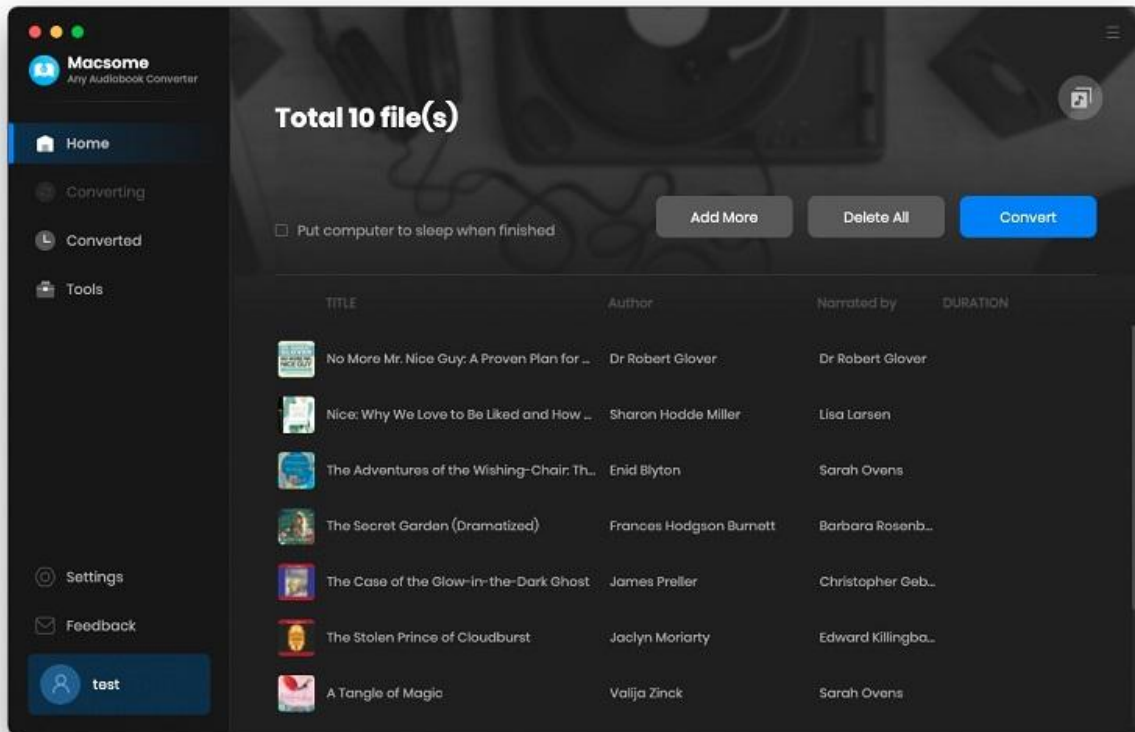 Macsome
Any Audiobook Converter
Home
Converting
Converted
Tools
Settings
Feedback
test
Total 10 file(s)
Put computer to sleep when finished
Add More
Delete All
Convert
TITLE Author Narrated by DURATION
No More Mr. Nice Guy: A Proven Plan for ... Dr Robert Glover Dr Robert Glover
Nice: Why We Love to Be Liked and How ... Sharon Hodde Miller Lisa Larsen
The Adventures of the Wishing-Chair: Th... Enid Blyton Sarah Ovens
The Secret Garden (Dramatized) Frances Hodgson Burnett Barbara Rosenb...
The Case of the Glow-in-the-Dark Ghost James Preller Christopher Geb...
The Stolen Prince of Cloudburst Jaclyn Moriarty Edward Killingba...
A Tangle of Magic Valija Zinck Sarah Ovens